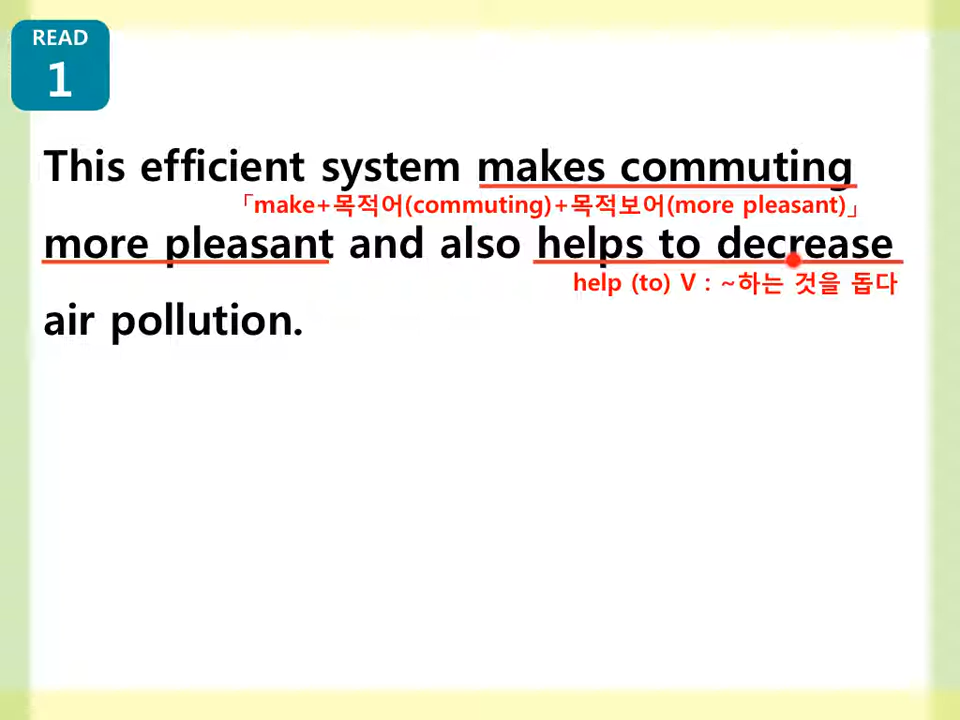 READ
1
This efficient system makes commuting
「make+목적어(commuting)+목적보어(more pleasant)」
more pleasant and also helps to decrease
help (to) V : ~하는 것을 돕다
air pollution.